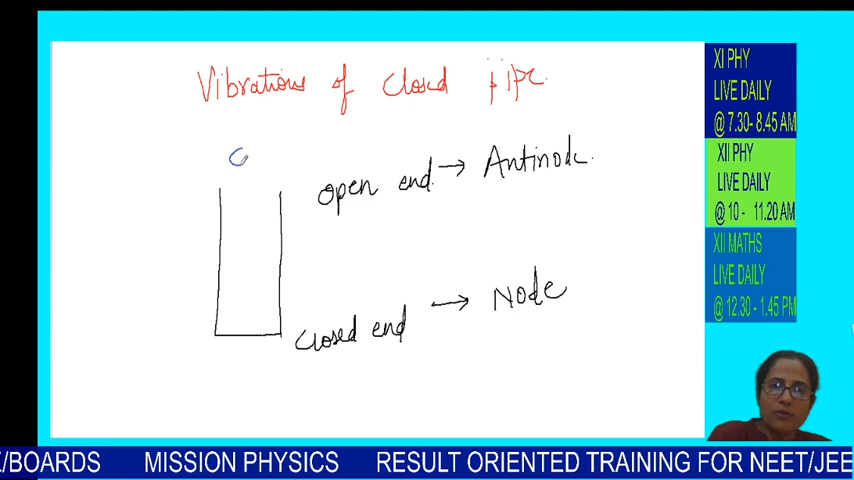 Vibrations of closed pipe
open end → Antinode
closed end → Node
XI PHY
LIVE DAILY
@ 7.30- 8.45 AM
XII PHY
LIVE DAILY
@ 10 - 11.20 AM
XII MATHS
LIVE DAILY
@ 12.30 - 1.45 PM
E/BOARDS MISSION PHYSICS RESULT ORIENTED TRAINING FOR NEET/JEE